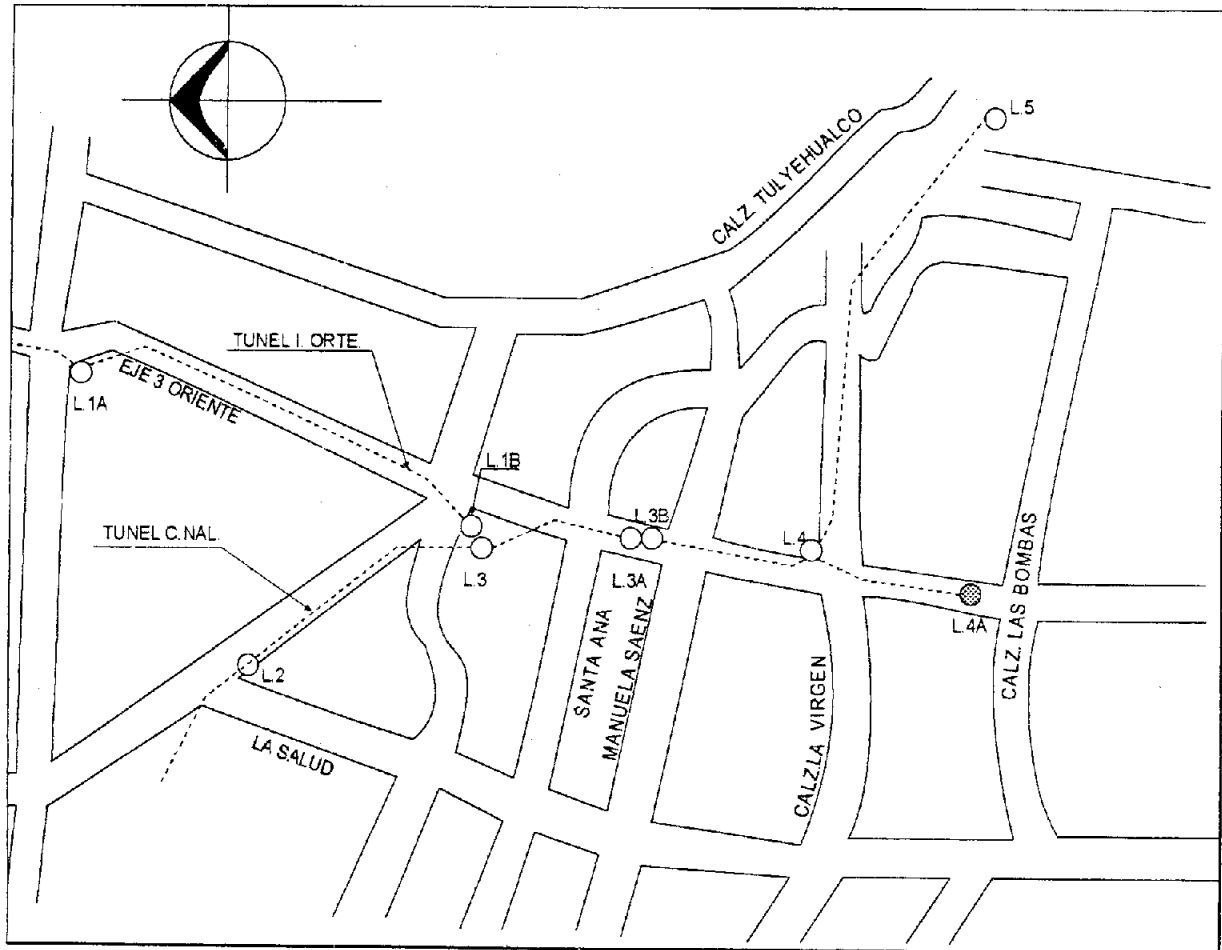 L.5
CALZ. TULYEHUALCO
TUNEL I. ORTE.
EJE 3 ORIENTE
L.1A
L.1B
TUNEL C.NAL.
L.3
L.3B
L.3A
L.4
L.4A
L.2
LA SALUD
SANTA ANA
MANUELA SAENZ
CALZ.LA VIRGEN
CALZ. LAS BOMBAS